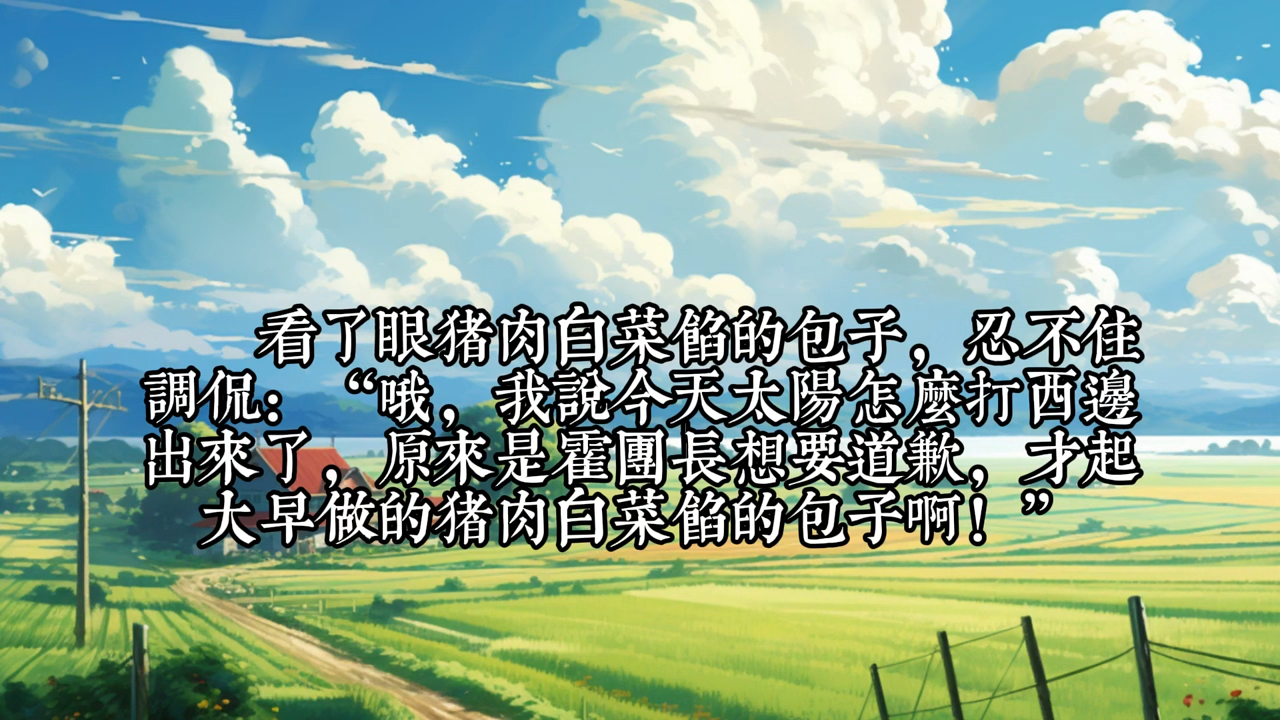 看了眼猪肉白菜餡的包子，忍不住
調侃：“哦，我說今天太陽怎麼打西邊
出來了，原來是霍團長想要道歉，才起
大早做的猪肉白菜餡的包子啊！”